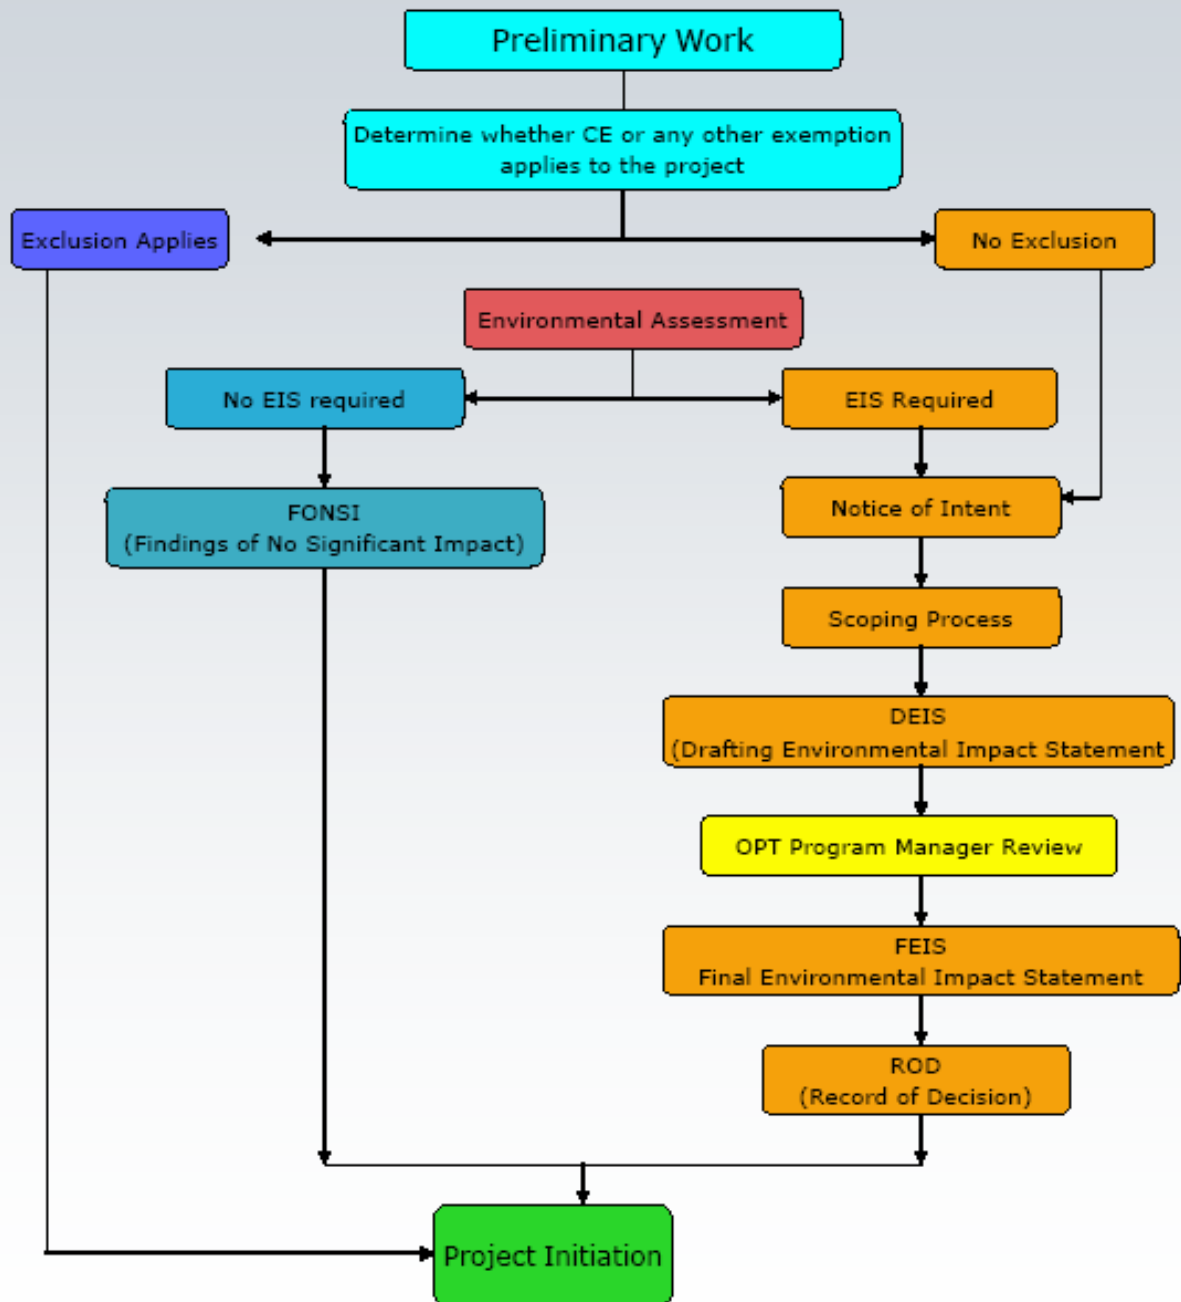 Preliminary Work
Determine whether CE or any other exemption
applies to the project
Exclusion Applies
No Exclusion
Environmental Assessment
No EIS required
EIS Required
FONSI
(Findings of No Significant Impact)
Notice of Intent
Scoping Process
DEIS
(Drafting Environmental Impact Statement
OPT Program Manager Review
FEIS
Final Environmental Impact Statement
ROD
(Record of Decision)
Project Initiation